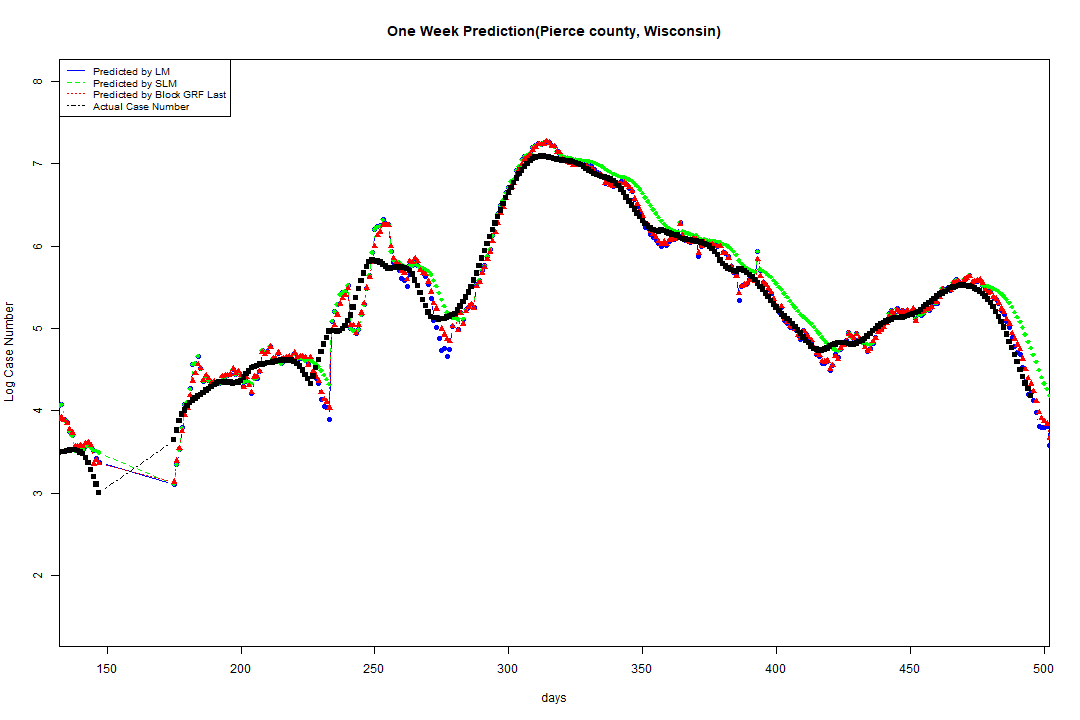 One Week Prediction(Pierce county, Wisconsin)
Predicted by LM
Predicted by SLM
Predicted by Block GRF Last
Actual Case Number
8
7
6
5
4
3
2
Log Case Number
150 200 250 300 350 400 450 500
days